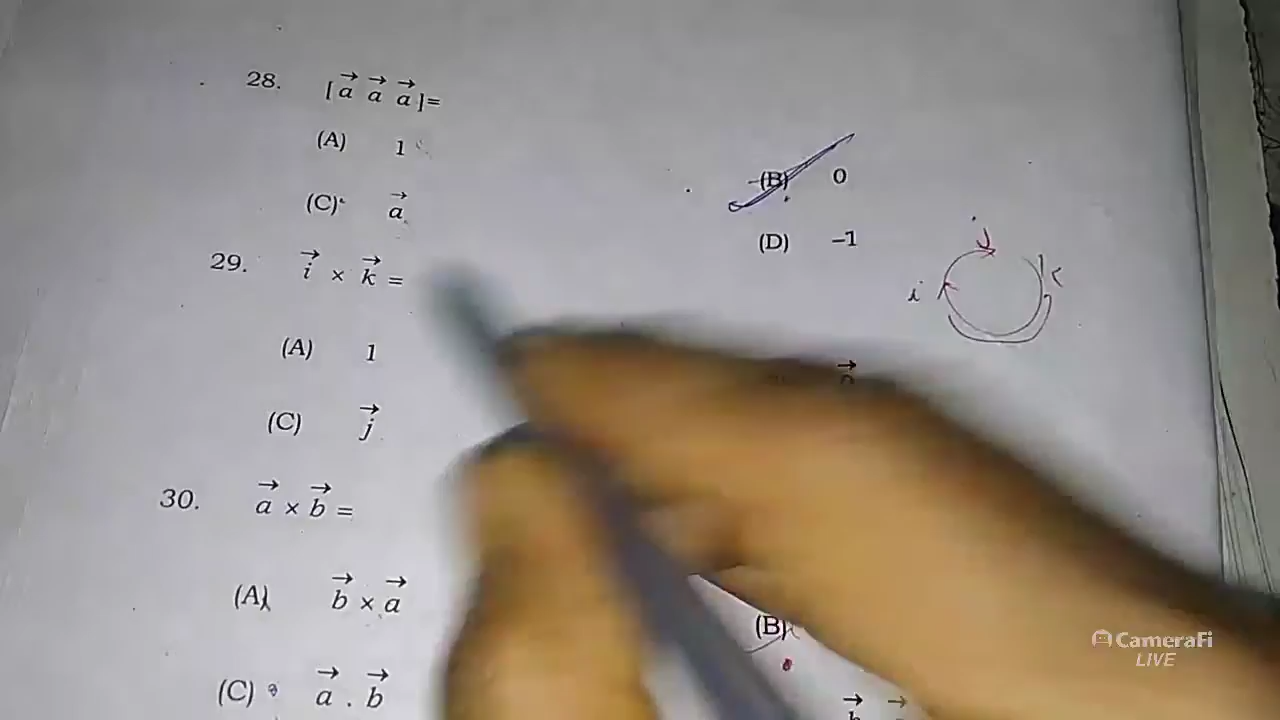 28. [a⃗ a⃗ a⃗]=
(A) 1
(B) 0
(C) a⃗
(D) −1
29. i⃗ × k⃗ =
(A) 1
(C) j⃗
j
i
k
30. a⃗ × b⃗ =
(A) b⃗ × a⃗
(B)
(C) a⃗ . b⃗
CameraFi
LIVE